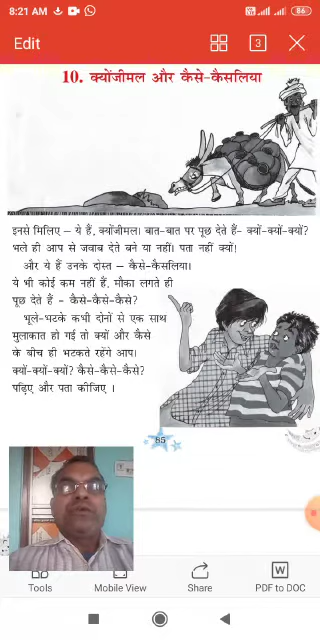 8:21 AM
86
Edit
3
10. क्योंजीमल और कैसे-कैसलिया
इनसे मिलिए – ये हैं, क्योंजीमल। बात-बात पर पूछ देते हैं- क्यों-क्यों-क्यों?
भले ही आप से जवाब देते बने या नहीं। पता नहीं क्यों!
और ये हैं उनके दोस्त – कैसे-कैसलिया।
ये भी कोई कम नहीं हैं, मौका लगते ही
पूछ देते हैं - कैसे-कैसे-कैसे?
भूले-भटके कभी दोनों से एक साथ
मुलाकात हो गई तो क्यों और कैसे
के बीच ही भटकते रहेंगे आप।
क्यों-क्यों-क्यों? कैसे-कैसे-कैसे?
पढ़िए और पता कीजिए ।
85
Tools
Mobile View
Share
W
PDF to DOC